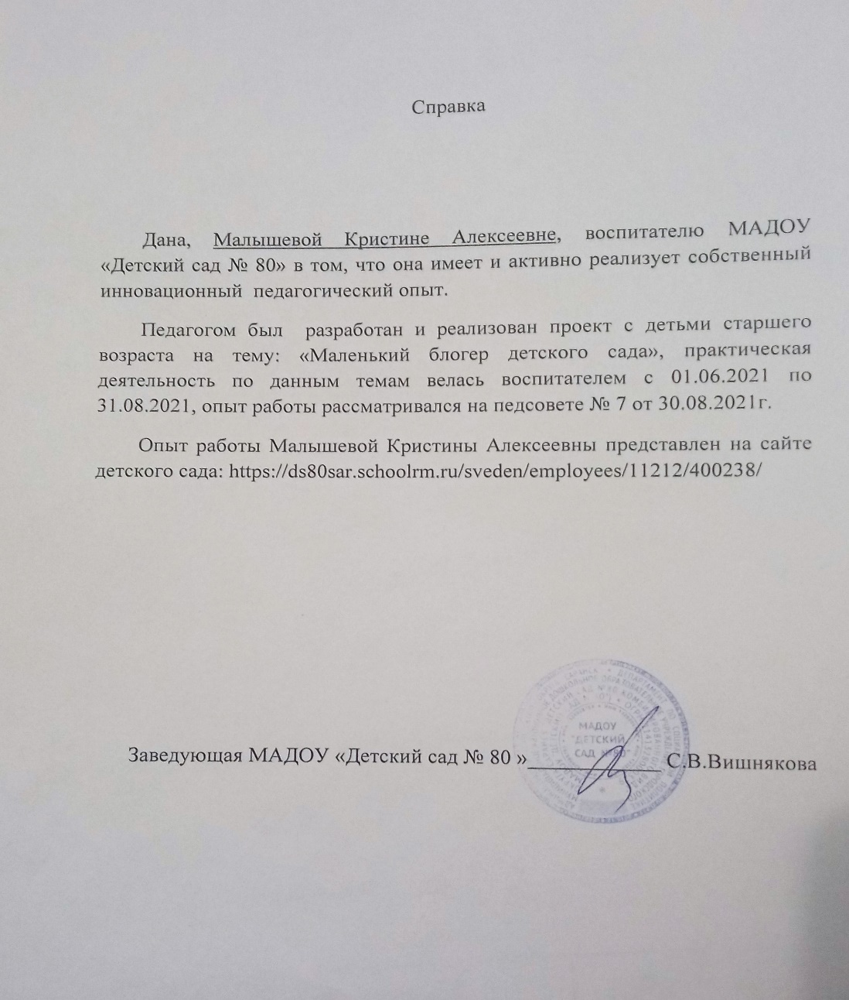 Справка
Дана, Малышевой Кристине Алексеевне, воспитателю МАДОУ
«Детский сад № 80» в том, что она имеет и активно реализует собственный
инновационный педагогический опыт.
Педагогом был разработан и реализован проект с детьми старшего
возраста на тему: «Маленький блогер детского сада», практическая
деятельность по данным темам велась воспитателем с 01.06.2021 по
31.08.2021, опыт работы рассматривался на педсовете № 7 от 30.08.2021г.
Опыт работы Малышевой Кристины Алексеевны представлен на сайте
детского сада: https://ds80sar.schoolrm.ru/sveden/employees/11212/400238/
Заведующая МАДОУ «Детский сад № 80 »____________ С.В.Вишнякова
МАДОУ
"ДЕТСКИЙ
САД №80"